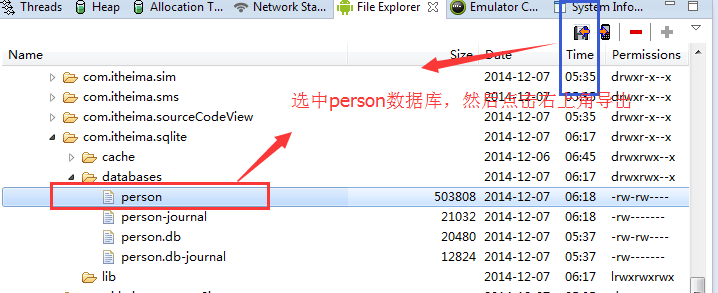 Threads Heap Allocation T... Network Sta... File Explorer Emulator C... System Info...
Name Size Date Time Permissions
com.itheima.sim 2014-12-07 05:35 drwxr-x--x
com.itheima.sms 2014-12-07 drwxr-x--x
com.itheima.sourceCodeView 2014-12-07 05:35 drwxr-x--x
选中person数据库，然后点击右上角导出
com.itheima.sqlite 2014-12-07 06:17 drwxr-x--x
cache 2014-12-06 06:45 drwxrwx--x
databases 2014-12-07 06:17 drwxrwx--x
person 503808 2014-12-07 06:18 -rw-rw----
person-journal 21032 2014-12-07 06:18 -rw-------
person.db 20480 2014-12-07 05:37 -rw-rw----
person.db-journal 12824 2014-12-07 05:37 -rw-------
lib 2014-12-07 06:17 lrwxrwxrwx